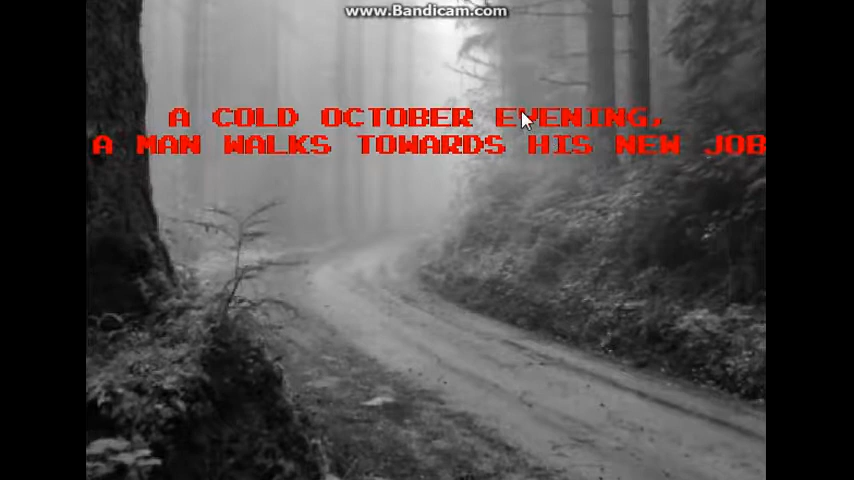 www.Bandicam.com
A COLD OCTOBER EVENING,
A MAN WALKS TOWARDS HIS NEW JOB